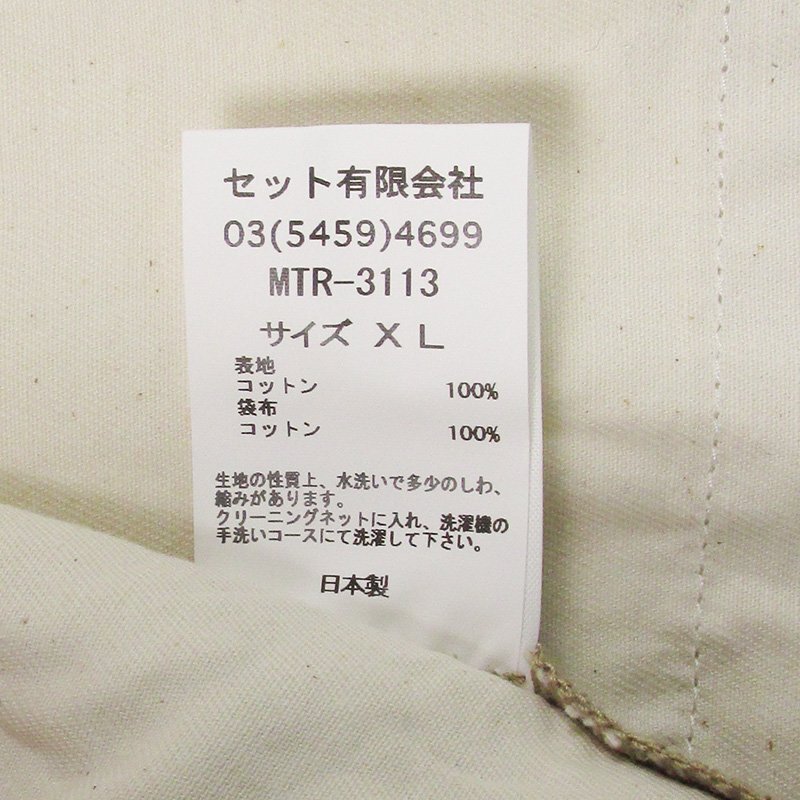 セット有限会社
03(5459)4699
MTR-3113
サイズ XL
表地
コットン 100%
袋布
コットン 100%
生地の性質上、水洗いで多少のしわ、
縮みがあります。
クリーニングネットに入れ、洗濯機の
手洗いコースにて洗濯して下さい。
日本製